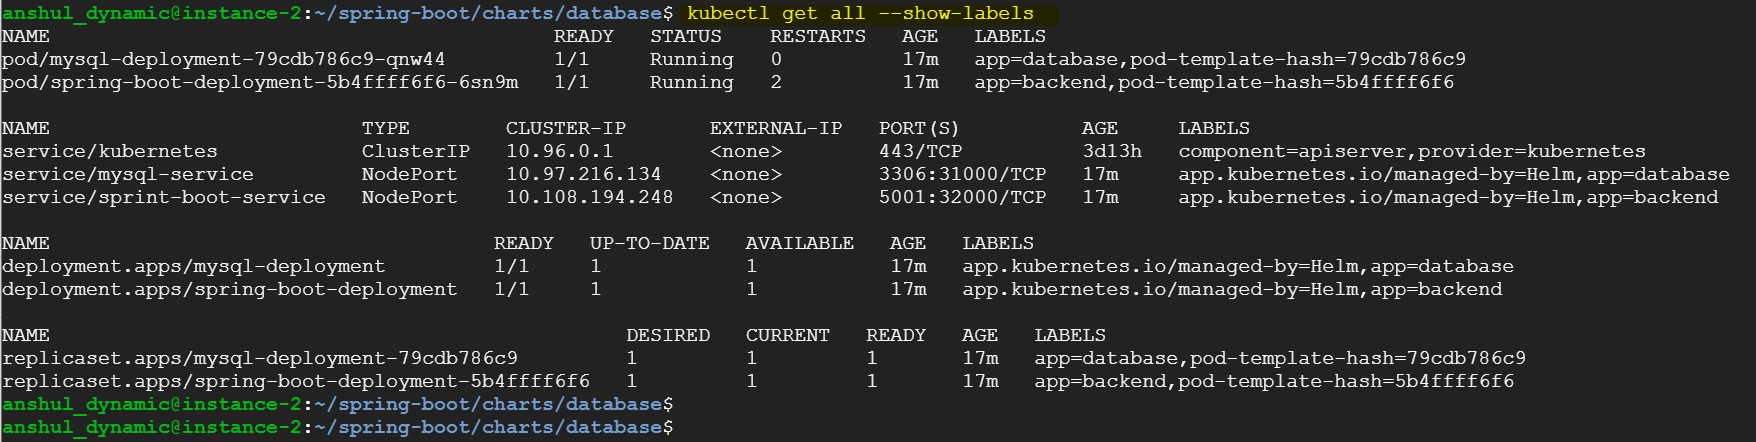 anshul_dynamic@instance-2:~/spring-boot/charts/database$ kubectl get all --show-labels
NAME READY STATUS RESTARTS AGE LABELS
pod/mysql-deployment-79cdb786c9-qnw44 1/1 Running 0 17m app=database,pod-template-hash=79cdb786c9
pod/spring-boot-deployment-5b4ffff6f6-6sn9m 1/1 Running 2 17m app=backend,pod-template-hash=5b4ffff6f6
NAME TYPE CLUSTER-IP EXTERNAL-IP PORT(S) AGE LABELS
service/kubernetes ClusterIP 10.96.0.1 <none> 443/TCP 3d13h component=apiserver,provider=kubernetes
service/mysql-service NodePort 10.97.216.134 <none> 3306:31000/TCP 17m app.kubernetes.io/managed-by=Helm,app=database
service/sprint-boot-service NodePort 10.108.194.248 <none> 5001:32000/TCP 17m app.kubernetes.io/managed-by=Helm,app=backend
NAME READY UP-TO-DATE AVAILABLE AGE LABELS
deployment.apps/mysql-deployment 1/1 1 1 17m app.kubernetes.io/managed-by=Helm,app=database
deployment.apps/spring-boot-deployment 1/1 1 1 17m app.kubernetes.io/managed-by=Helm,app=backend
NAME DESIRED CURRENT READY AGE LABELS
replicaset.apps/mysql-deployment-79cdb786c9 1 1 1 17m app=database,pod-template-hash=79cdb786c9
replicaset.apps/spring-boot-deployment-5b4ffff6f6 1 1 1 17m app=backend,pod-template-hash=5b4ffff6f6
anshul_dynamic@instance-2:~/spring-boot/charts/database$
anshul_dynamic@instance-2:~/spring-boot/charts/database$